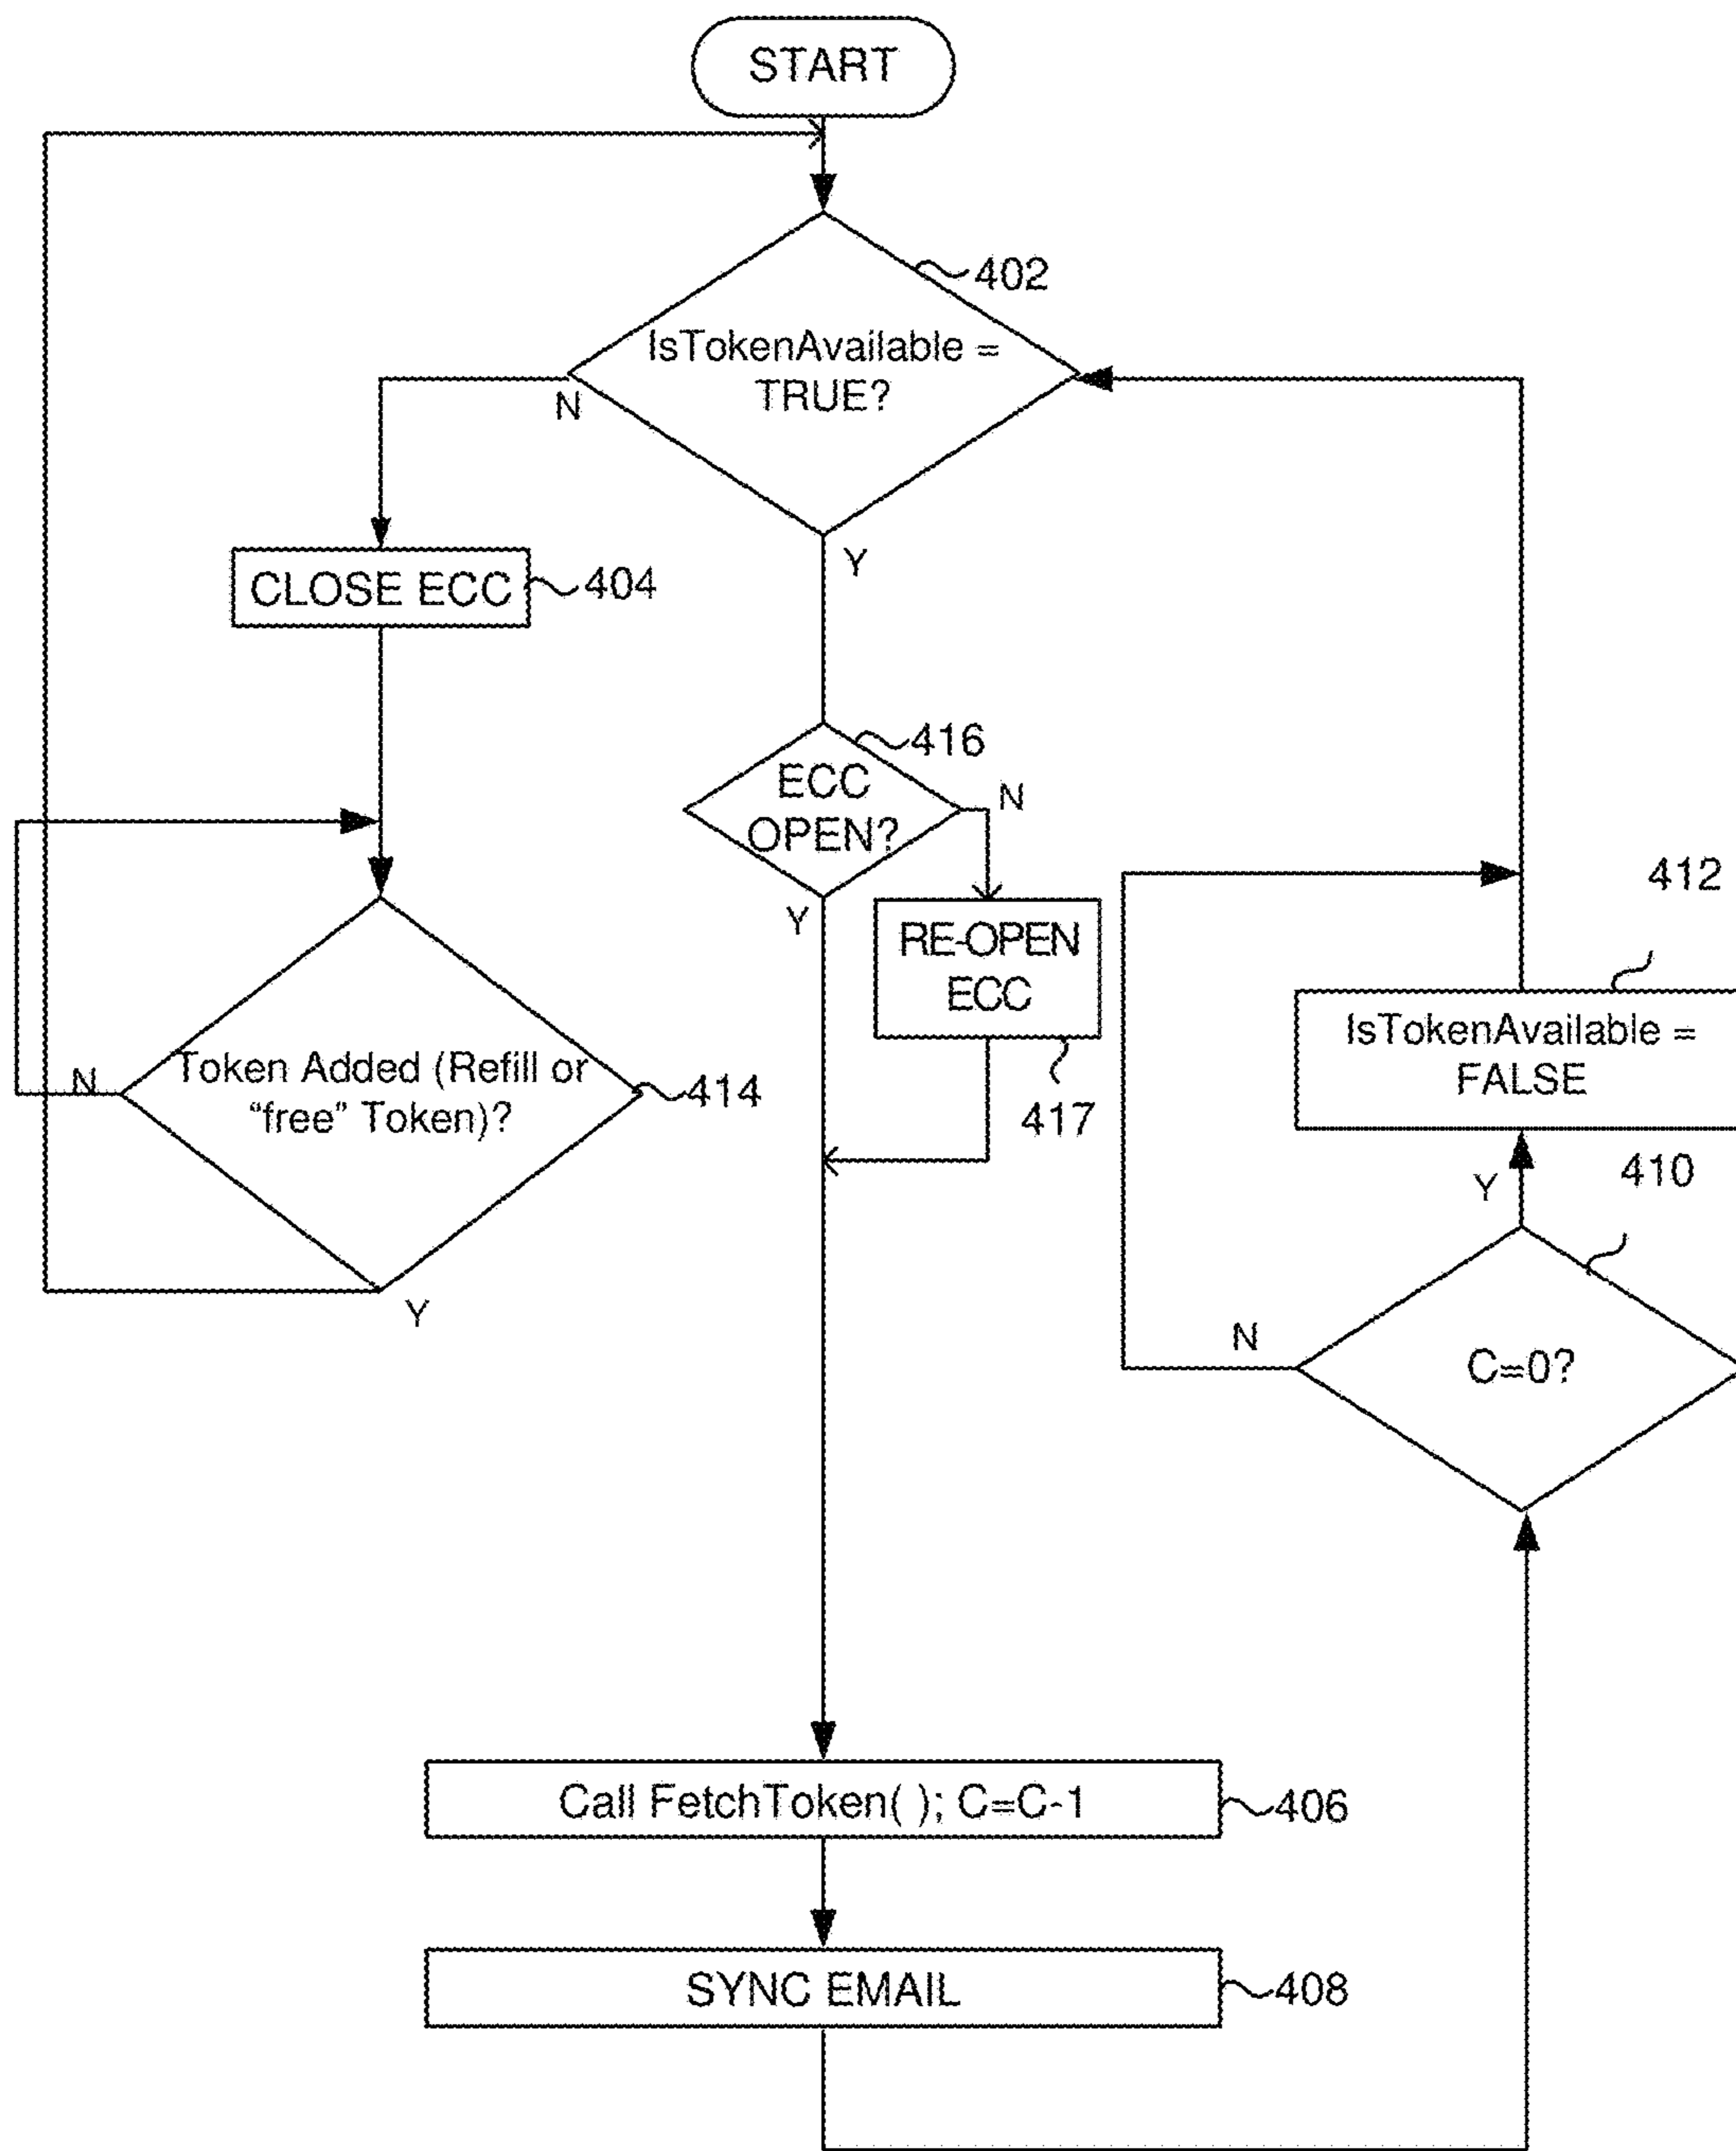 START
402
IsTokenAvailable =
TRUE?
N
Y
CLOSE ECC
404
416
ECC
OPEN?
N
Y
RE-OPEN
ECC
417
412
IsTokenAvailable =
FALSE
Token Added (Refill or
“free” Token)?
N
414
Y
410
Y
N
C=0?
Call FetchToken( ); C=C-1
406
SYNC EMAIL
408